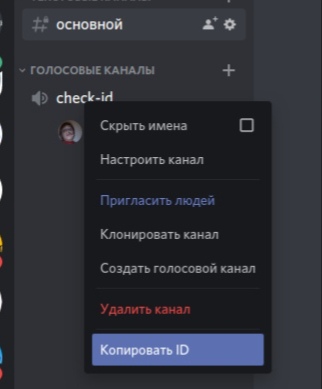 основной
ГОЛОСОВЫЕ КАНАЛЫ
check-id
Скрыть имена
Настроить канал
Пригласить людей
Клонировать канал
Создать голосовой канал
Удалить канал
Копировать ID